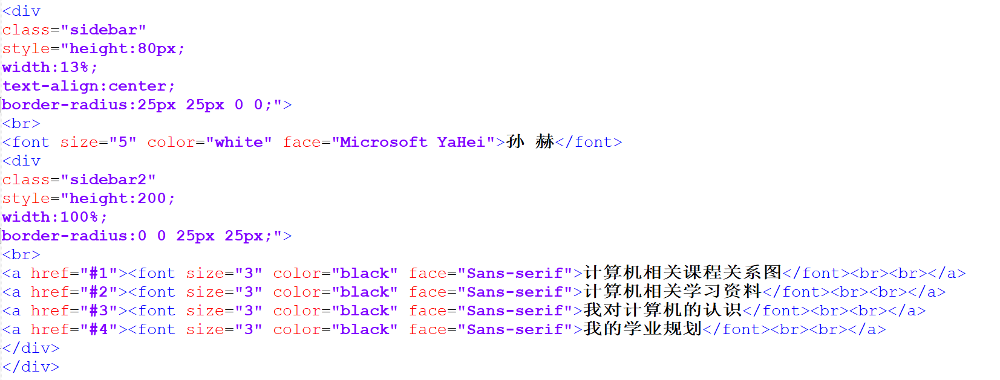 <div
class="sidebar"
style="height:80px;
width:13%;
text-align:center;
border-radius:25px 25px 0 0;">
<br>
<font size="5" color="white" face="Microsoft YaHei">孙 赫</font>
<div
class="sidebar2"
style="height:200;
width:100%;
border-radius:0 0 25px 25px;">
<br>
<a href="#1"><font size="3" color="black" face="Sans-serif">计算机相关课程关系图</font><br><br></a>
<a href="#2"><font size="3" color="black" face="Sans-serif">计算机相关学习资料</font><br><br></a>
<a href="#3"><font size="3" color="black" face="Sans-serif">我对计算机的认识</font><br><br></a>
<a href="#4"><font size="3" color="black" face="Sans-serif">我的学业规划</font><br><br></a>
</div>
</div>